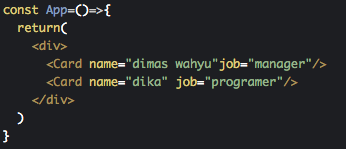 const App=()=>{
  return(
    <div>
      <Card name="dimas wahyu"job="manager"/>
      <Card name="dika" job="programer"/>
    </div>
  )
}